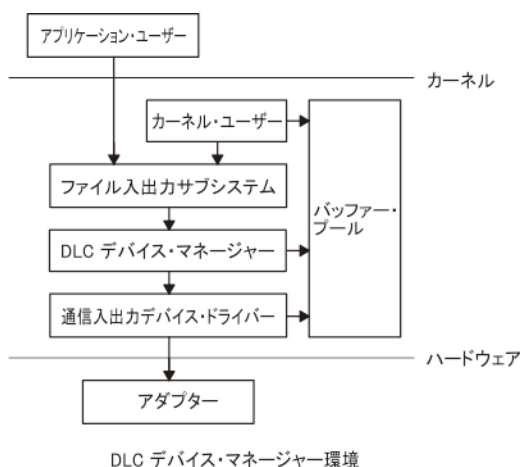 アプリケーション・ユーザー
カーネル
カーネル・ユーザー
ファイル入出力サブシステム
バッファー・
プール
DLC デバイス・マネージャー
通信入出力デバイス・ドライバー
ハードウェア
アダプター
DLC デバイス・マネージャー環境